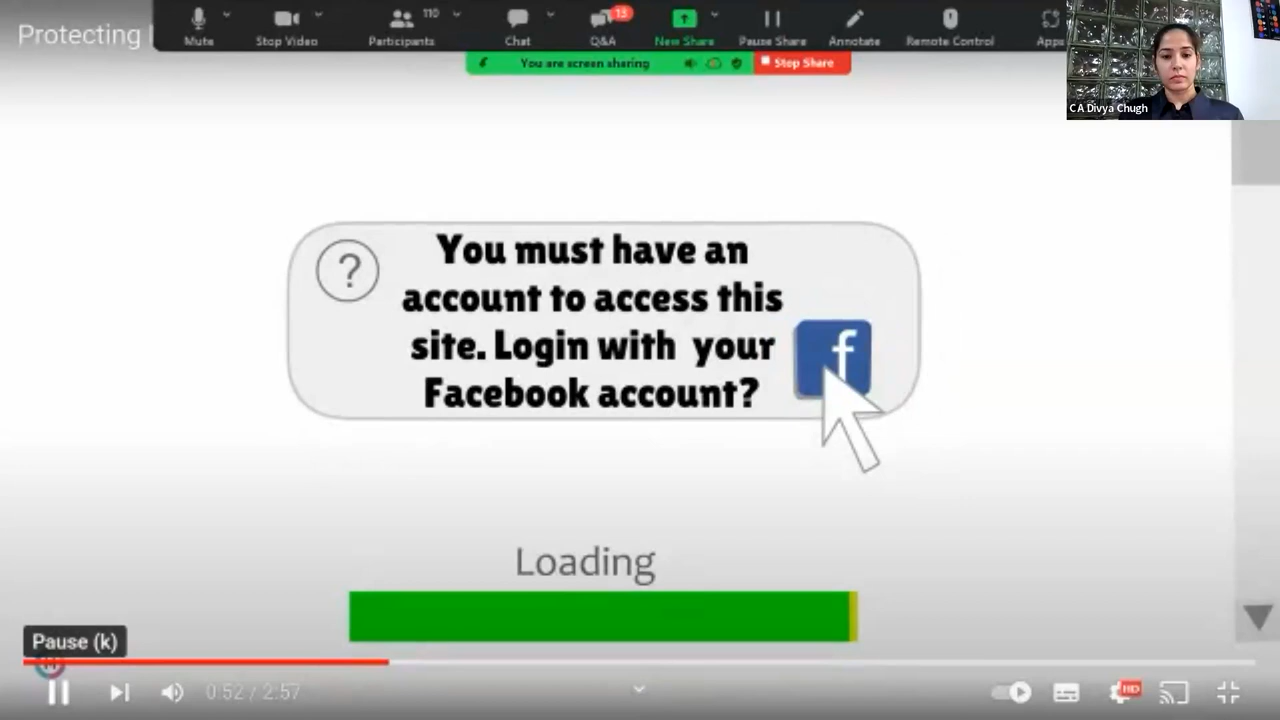 Protecting
Mute
Stop Video
110
Participants
Chat
13
Q&A
New Share
Pause Share
Annotate
Remote Control
Apps
You are screen sharing
Stop Share
CA Divya Chugh
?
You must have an
account to access this
site. Login with your
Facebook account?
f
Loading
Pause (k)
0:52 / 2:57
HD